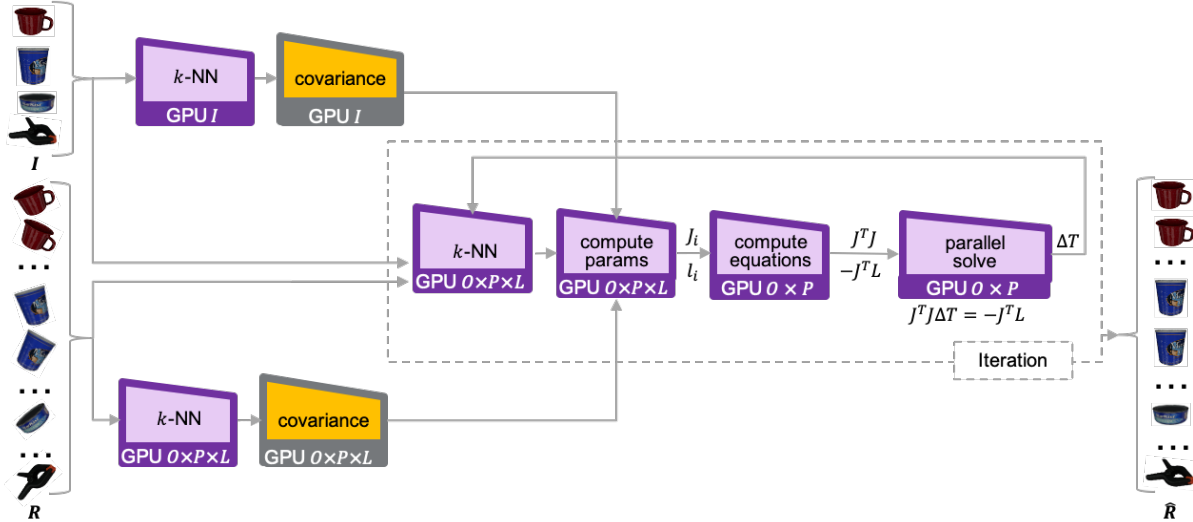 k-NN
GPU I
covariance
GPU I
I
k-NN
GPU O×P×L
compute
params
GPU O×P×L
J_i
l_i
compute
equations
GPU O × P
J^T J
−J^T L
parallel
solve
GPU O × P
ΔT
J^T JΔT = −J^T L
Iteration
...
...
...
...
k-NN
GPU O×P×L
covariance
GPU O×P×L
R
...
...
...
R̂